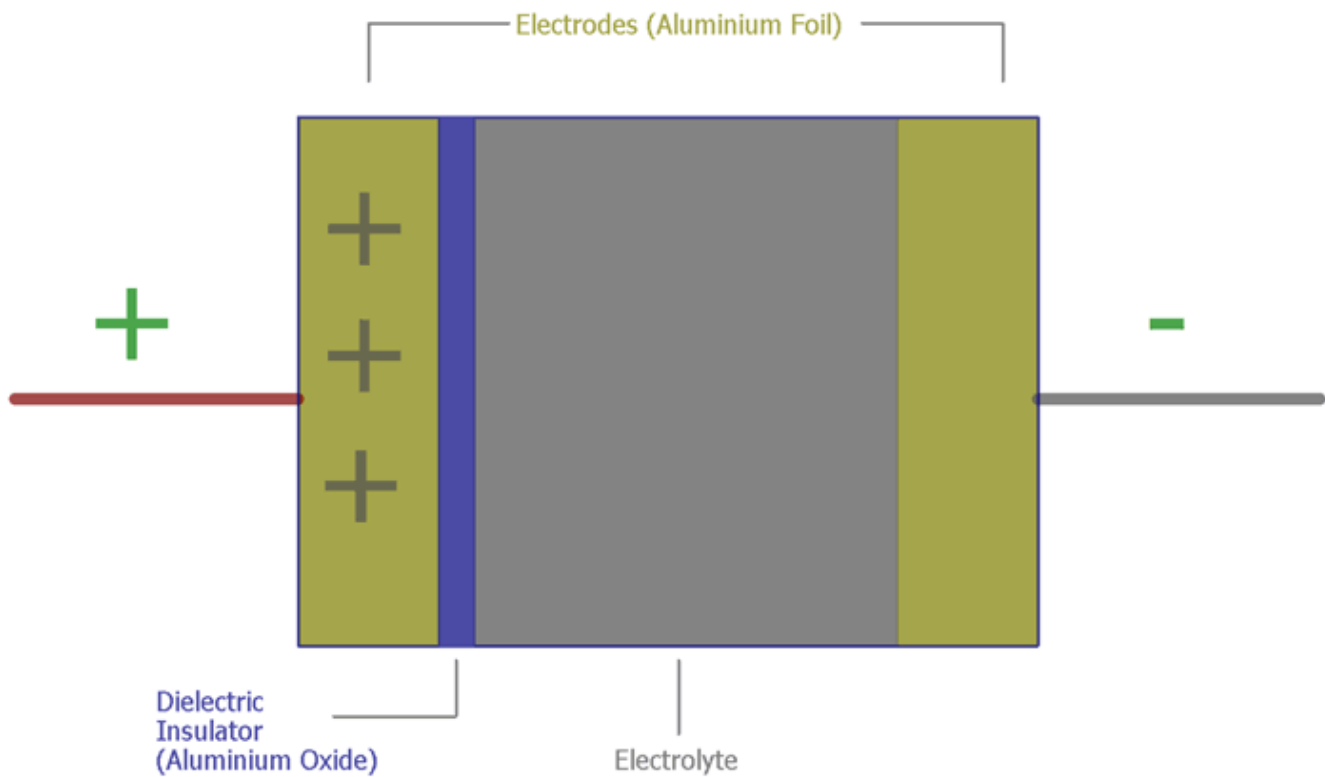 Electrodes (Aluminium Foil)
+
-
+
+
+
Dielectric
Insulator
(Aluminium Oxide)
Electrolyte